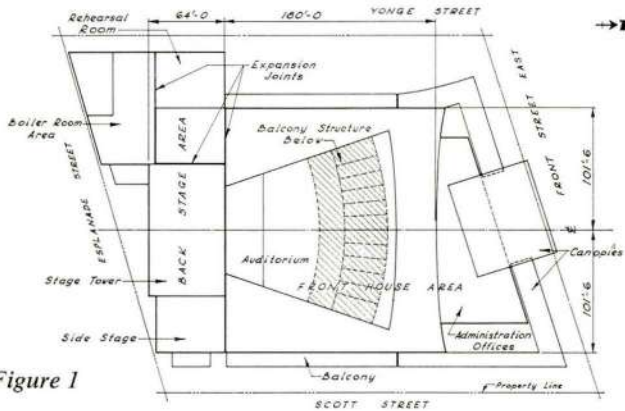 64'-0
180'-0
YONGE STREET
Rehearsal
Room
Expansion
Joints
Boiler Room
Area
Balcony Structure
Below
AREA
STAGE
BACK
ESPLANADE STREET
FRONT STREET EAST
101'-6
101'-6
℄
Canopies
Stage Tower
Auditorium
FRONT HOUSE AREA
Side Stage
Administration
Offices
Balcony
Figure 1
Property Line
SCOTT STREET